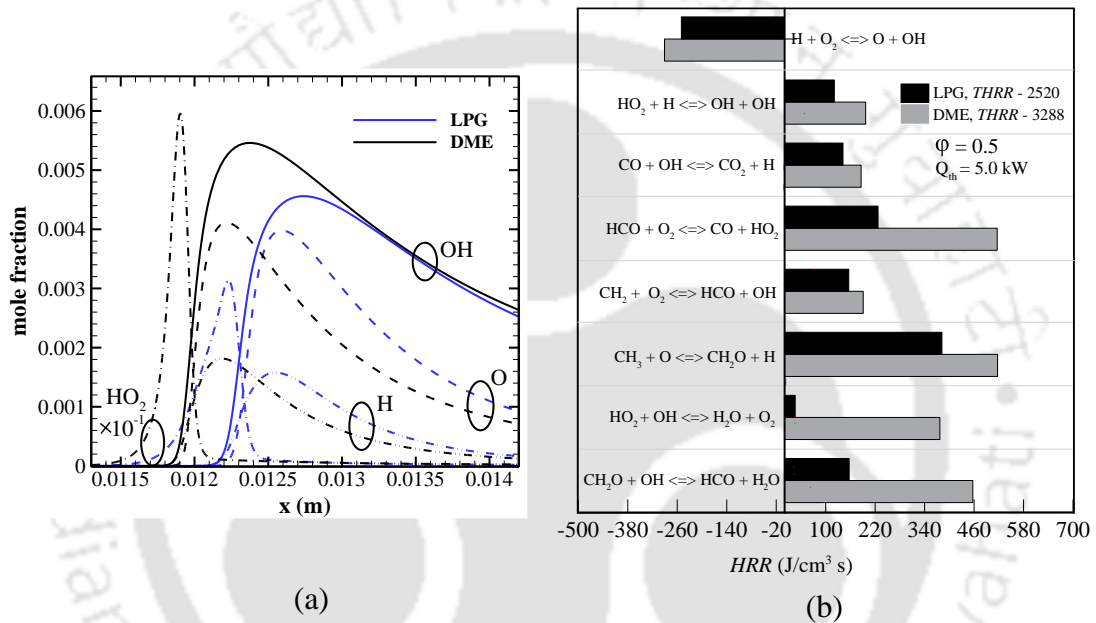 0.006
0.005
0.004
0.003
0.002
0.001
0
mole fraction
LPG
DME
OH
O
H
HO₂
×10⁻¹
0.0115 0.012 0.0125 0.013 0.0135 0.014
x (m)
(a)
H + O₂ <=> O + OH
HO₂ + H <=> OH + OH
CO + OH <=> CO₂ + H
HCO + O₂ <=> CO + HO₂
CH₂ + O₂ <=> HCO + OH
CH₃ + O <=> CH₂O + H
HO₂ + OH <=> H₂O + O₂
CH₂O + OH <=> HCO + H₂O
LPG, THRR - 2520
DME, THRR - 3288
φ = 0.5
Qth = 5.0 kW
-500 -380 -260 -140 -20 100 220 340 460 580 700
HRR (J/cm³ s)
(b)